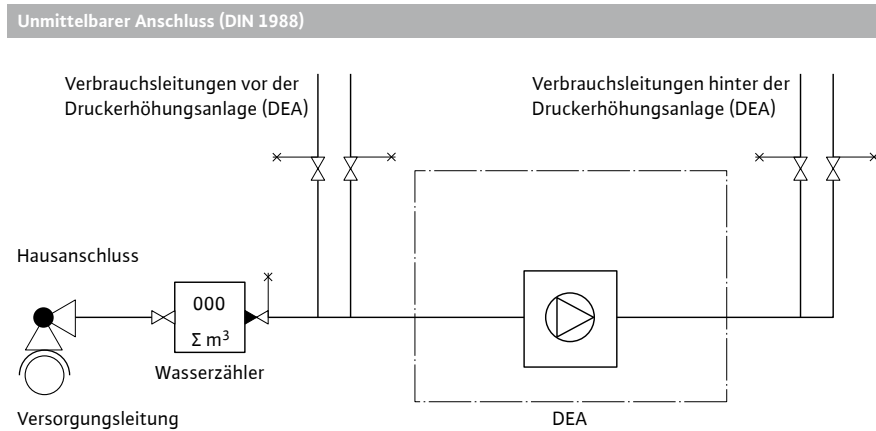 Unmittelbarer Anschluss (DIN 1988)
Verbrauchsleitungen vor der
Druckerhöhungsanlage (DEA)
Verbrauchsleitungen hinter der
Druckerhöhungsanlage (DEA)
Hausanschluss
000
Σ m³
Wasserzähler
Versorgungsleitung
DEA